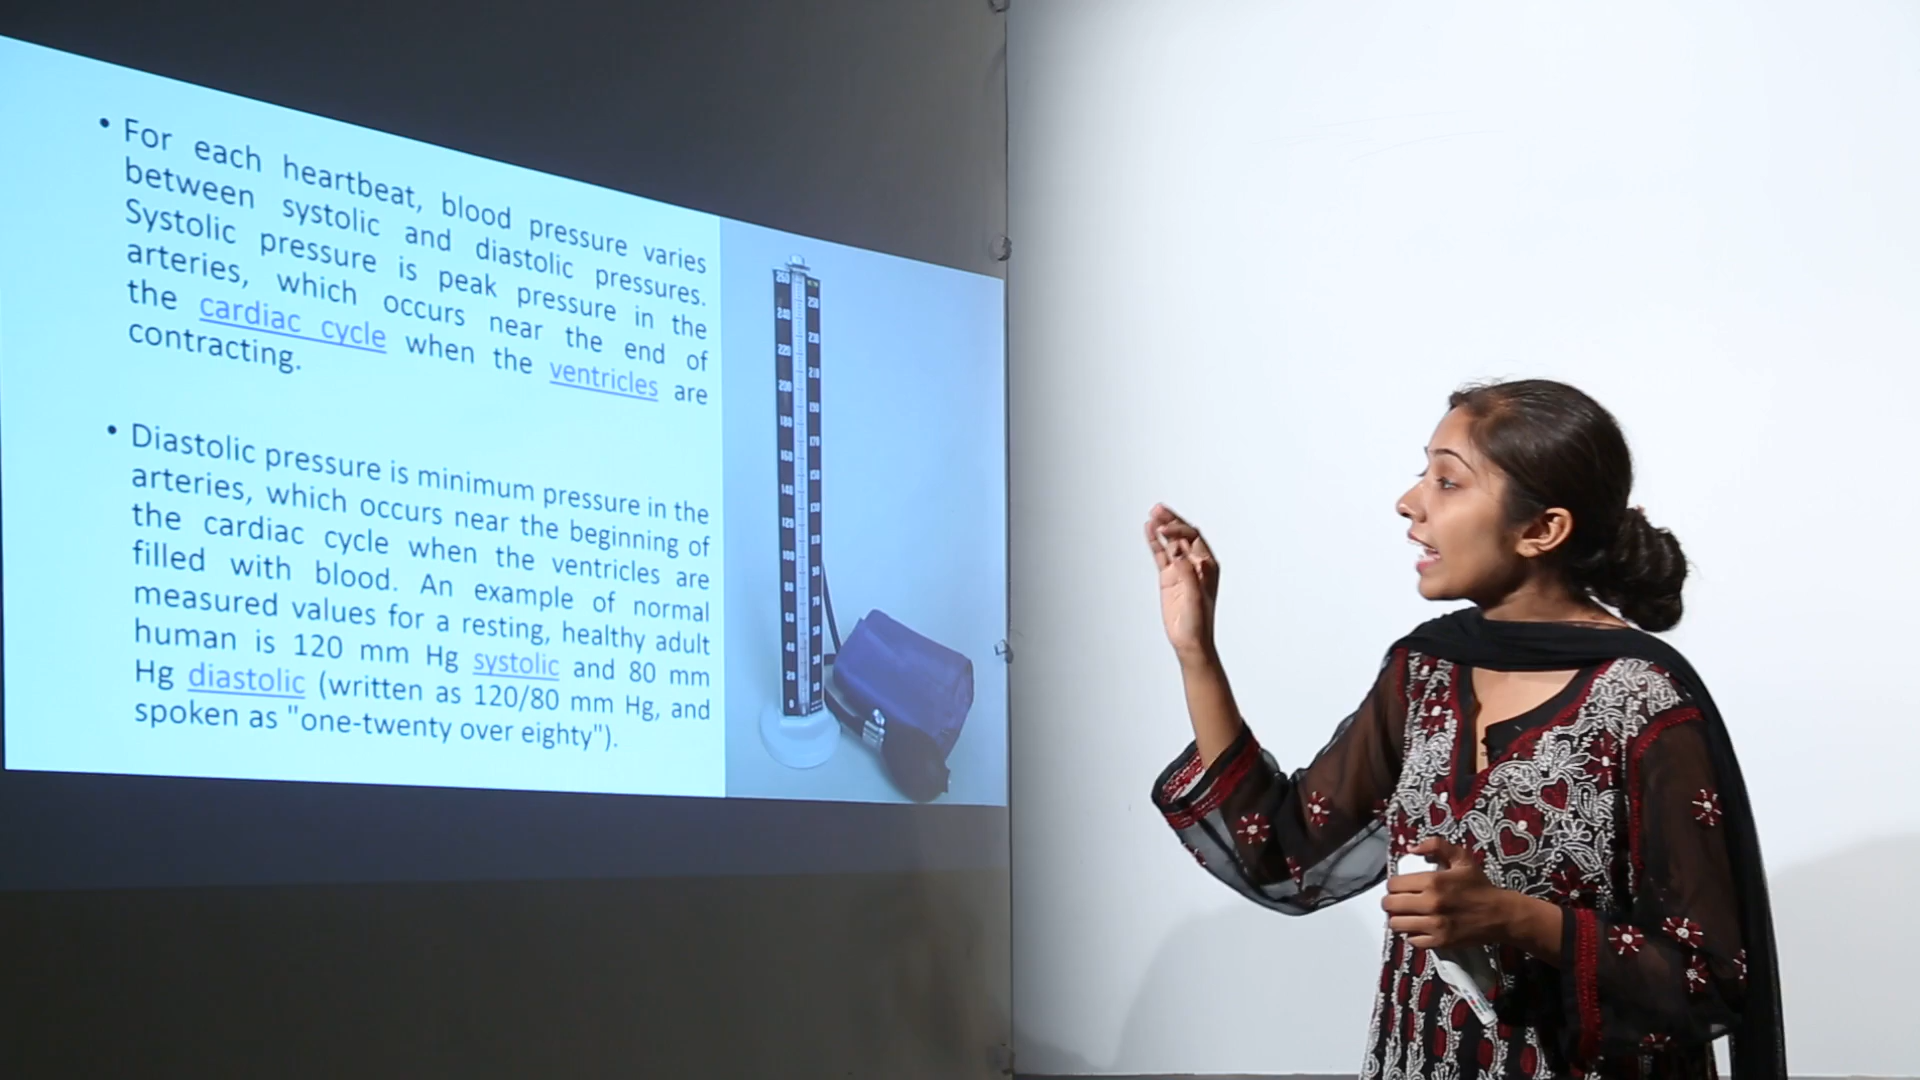 • For each heartbeat, blood pressure varies
between systolic and diastolic pressures.
Systolic pressure is peak pressure in the
arteries, which occurs near the end of
the cardiac cycle when the ventricles are
contracting.
• Diastolic pressure is minimum pressure in the
arteries, which occurs near the beginning of
the cardiac cycle when the ventricles are
filled with blood. An example of normal
measured values for a resting, healthy adult
human is 120 mm Hg systolic and 80 mm
Hg diastolic (written as 120/80 mm Hg, and
spoken as "one-twenty over eighty").